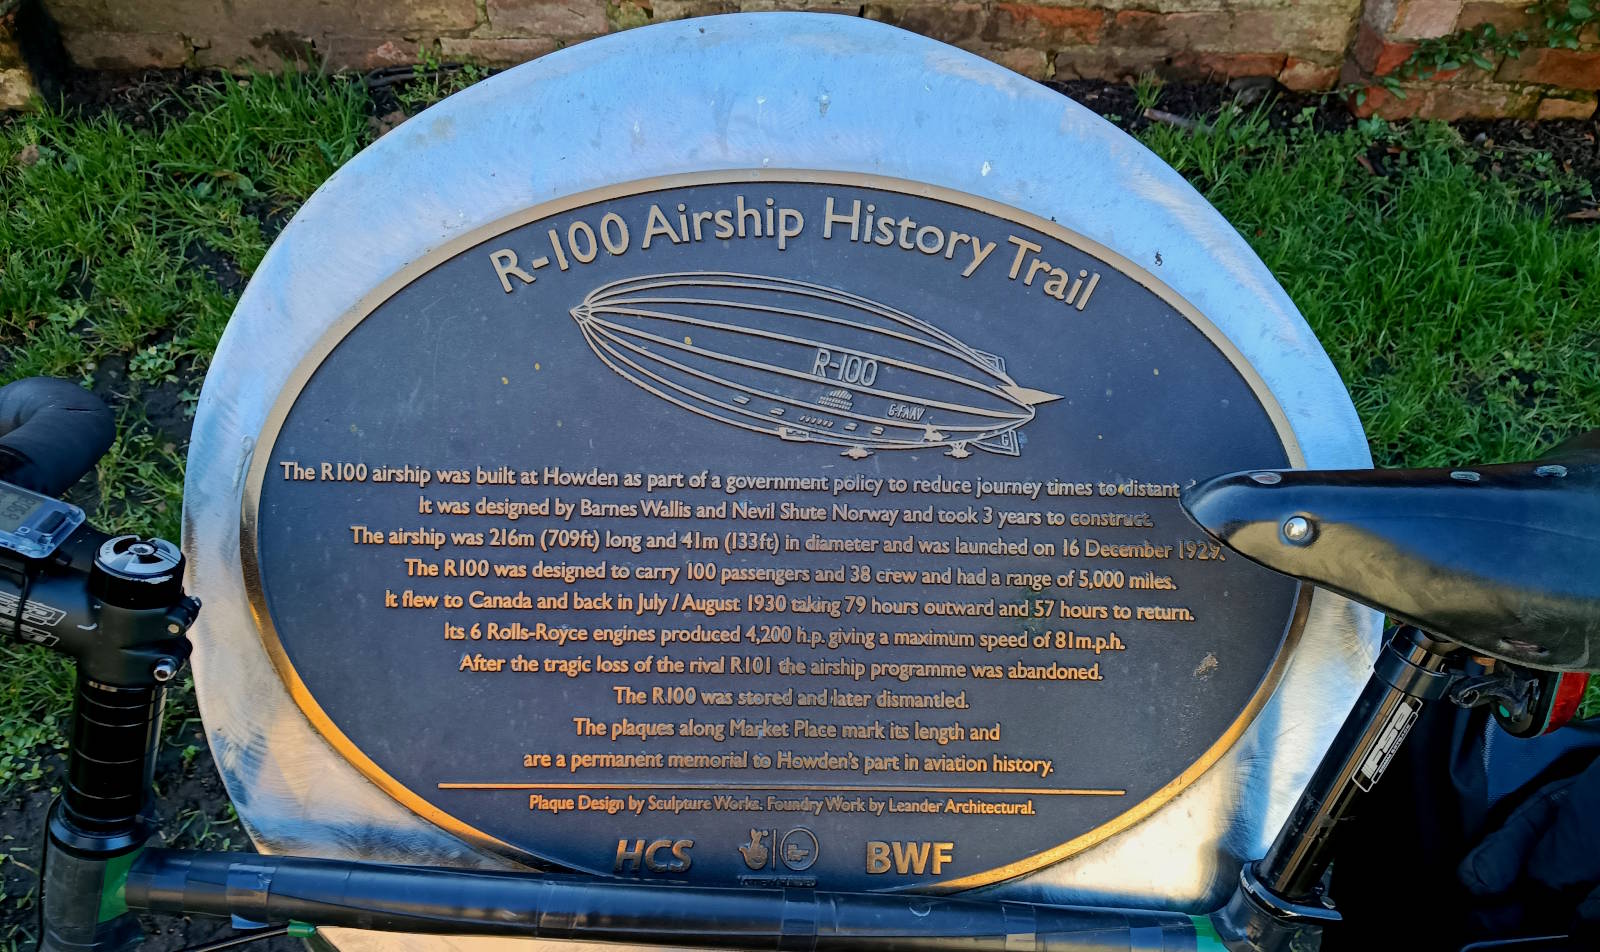 R-100 Airship History Trail
R-100
G-FAAV
G
The R100 airship was built at Howden as part of a government policy to reduce journey times to distant
It was designed by Barnes Wallis and Nevil Shute Norway and took 3 years to construct.
The airship was 216m (709ft) long and 41m (133ft) in diameter and was launched on 16 December 1929.
The R100 was designed to carry 100 passengers and 38 crew and had a range of 5,000 miles.
It flew to Canada and back in July / August 1930 taking 79 hours outward and 57 hours to return.
Its 6 Rolls-Royce engines produced 4,200 h.p. giving a maximum speed of 81m.p.h.
After the tragic loss of the rival R101 the airship programme was abandoned.
The R100 was stored and later dismantled.
The plaques along Market Place mark its length and
are a permanent memorial to Howden's part in aviation history.
Plaque Design by Sculpture Works. Foundry Work by Leander Architectural.
HCS
BWF